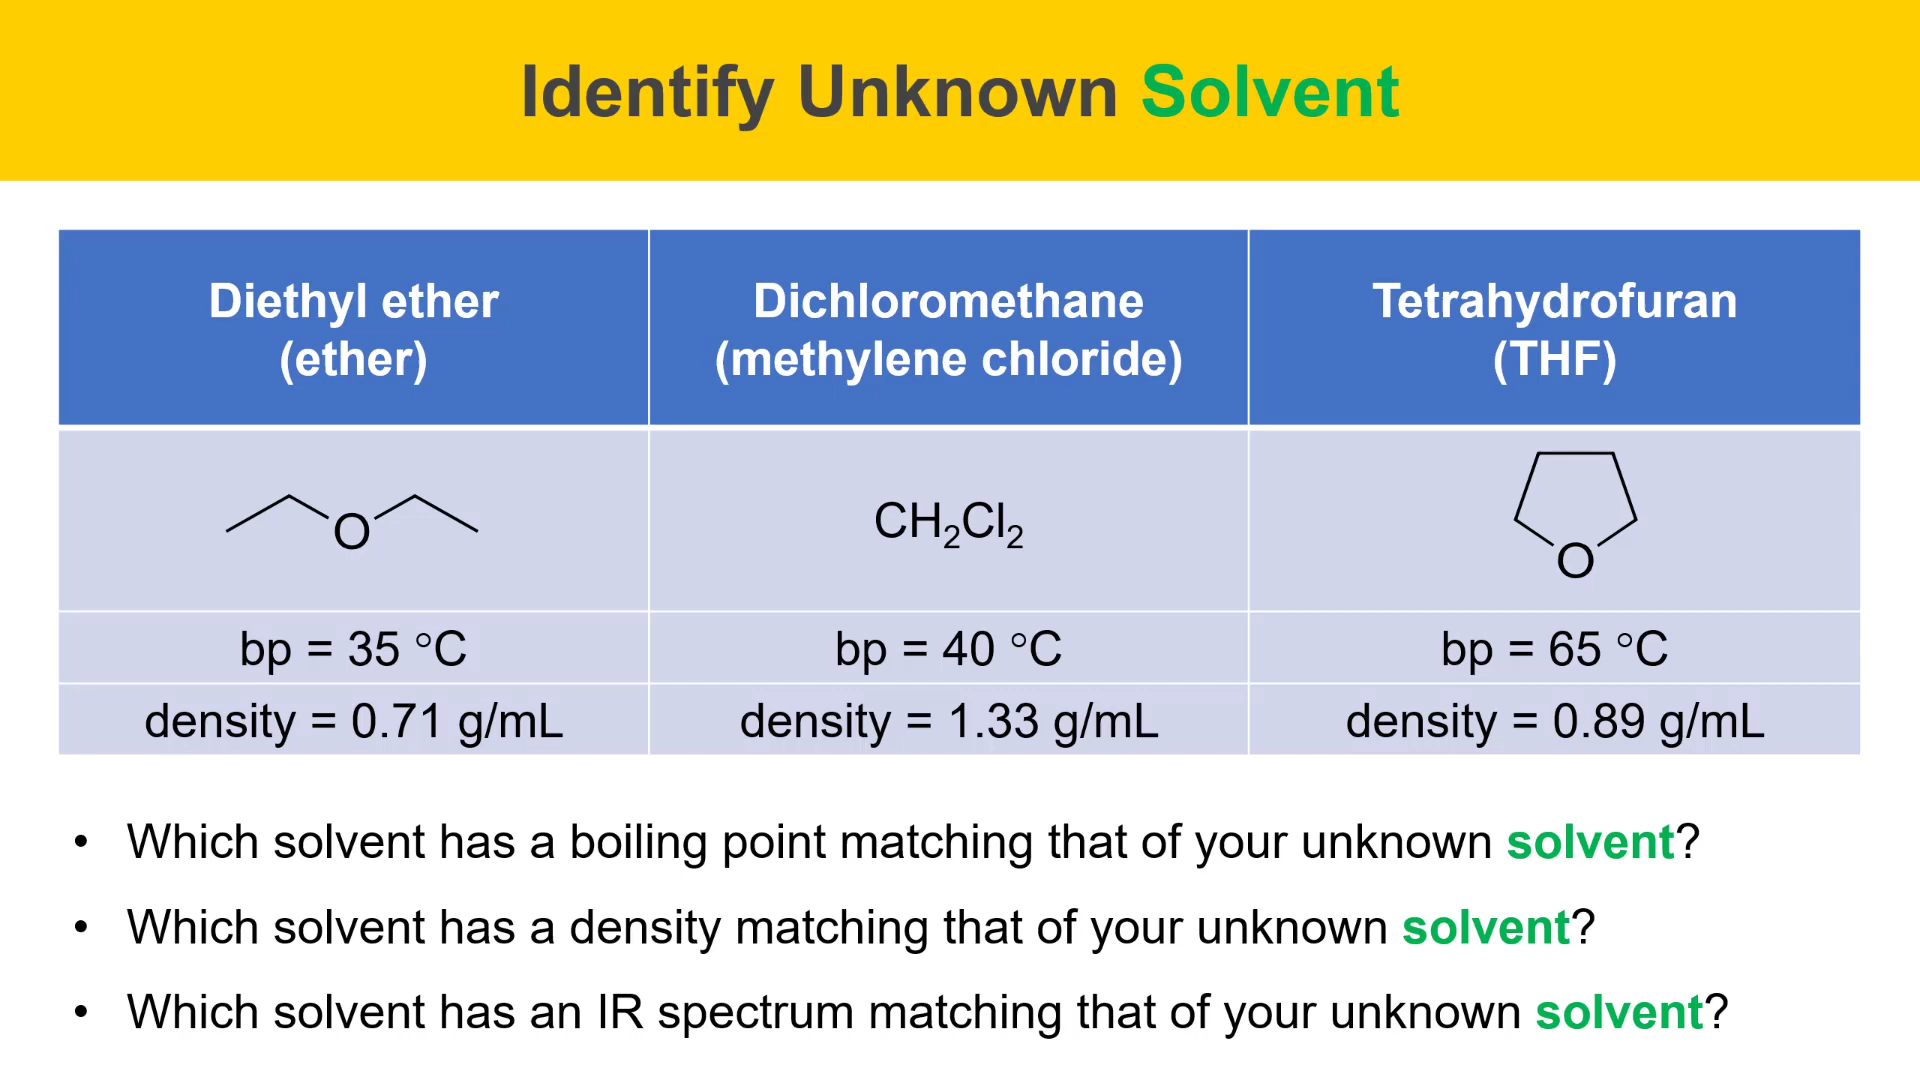 Identify Unknown Solvent
Diethyl ether
(ether)
Dichloromethane
(methylene chloride)
Tetrahydrofuran
(THF)
O
CH₂Cl₂
O
bp = 35 °C
bp = 40 °C
bp = 65 °C
density = 0.71 g/mL
density = 1.33 g/mL
density = 0.89 g/mL
• Which solvent has a boiling point matching that of your unknown solvent?
• Which solvent has a density matching that of your unknown solvent?
• Which solvent has an IR spectrum matching that of your unknown solvent?